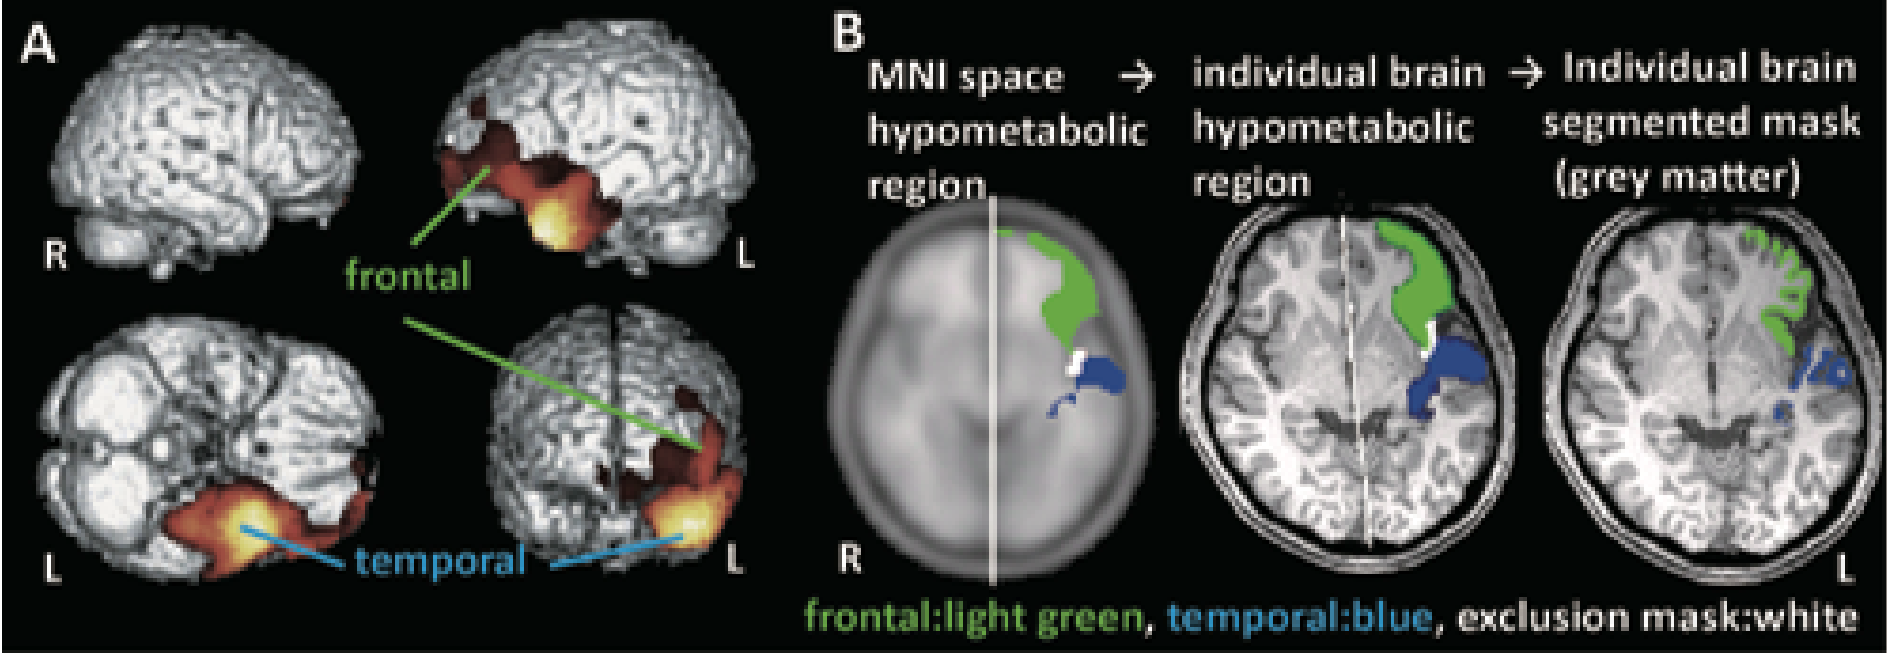 A
R
L
frontal
L
temporal
L
B
MNI space → individual brain → Individual brain
hypometabolic hypometabolic segmented mask
region region (grey matter)
R
L
frontal:light green, temporal:blue, exclusion mask:white